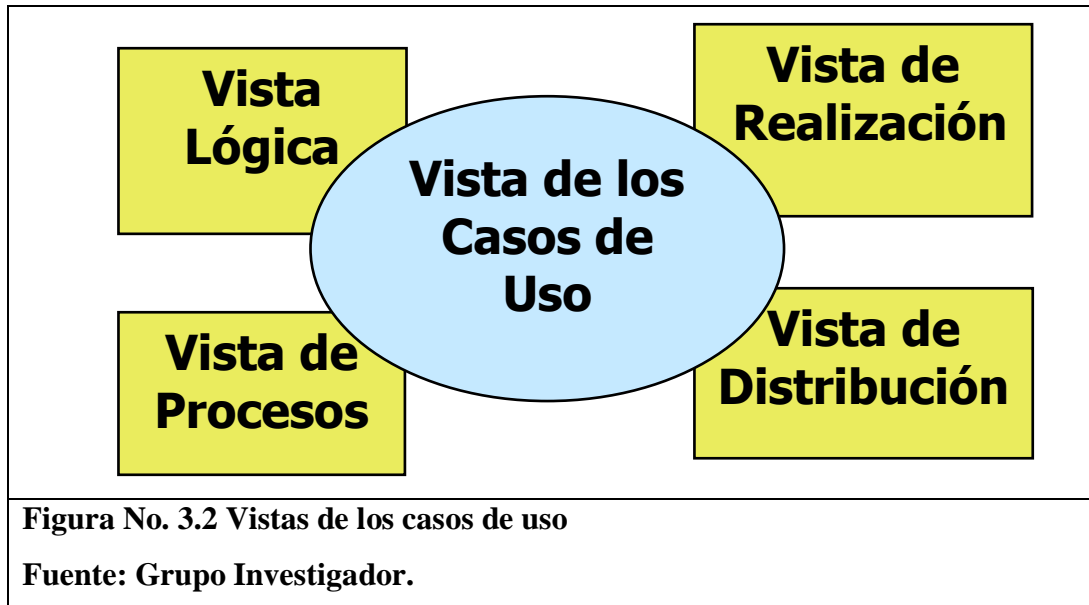 Vista
Lógica
Vista de
Realización
Vista de los
Casos de
Uso
Vista de
Procesos
Vista de
Distribución
Figura No. 3.2 Vistas de los casos de uso
Fuente: Grupo Investigador.